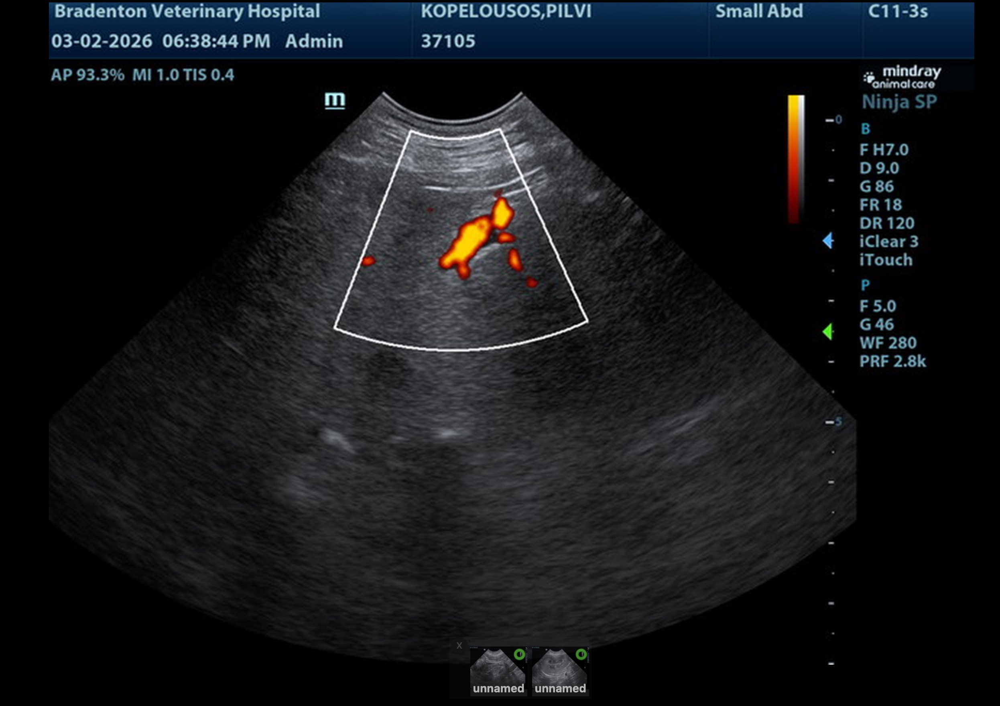 Bradenton Veterinary Hospital KOPELOUSOS,PILVI Small Abd C11-3s
03-02-2026 06:38:44 PM Admin 37105
AP 93.3% MI 1.0 TIS 0.4
mindray
animal care
m
Ninja SP
0
B
F H7.0
D 9.0
G 86
FR 18
DR 120
iClear 3
iTouch
P
F 5.0
G 46
WF 280
PRF 2.8k
5
X
unnamed unnamed